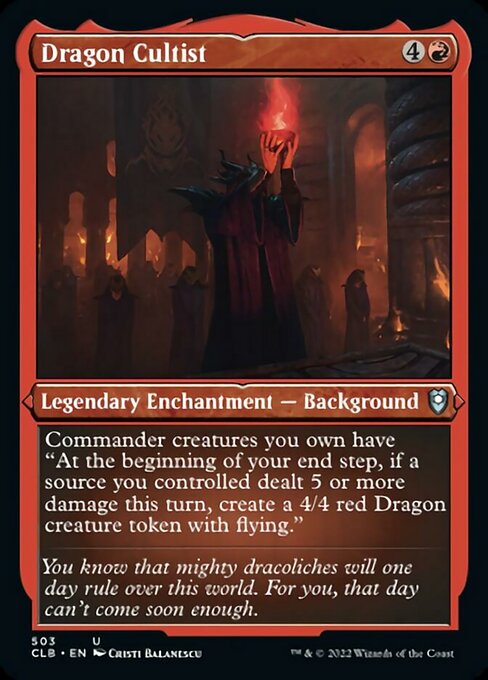 Dragon Cultist 4
Legendary Enchantment — Background
Commander creatures you own have
“At the beginning of your end step, if a
source you controlled dealt 5 or more
damage this turn, create a 4/4 red Dragon
creature token with flying.”
You know that mighty dracoliches will one
day rule over this world. For you, that day
can’t come soon enough.
503 U
CLB • EN Cristi Balanescu
™ & © 2022 Wizards of the Coast